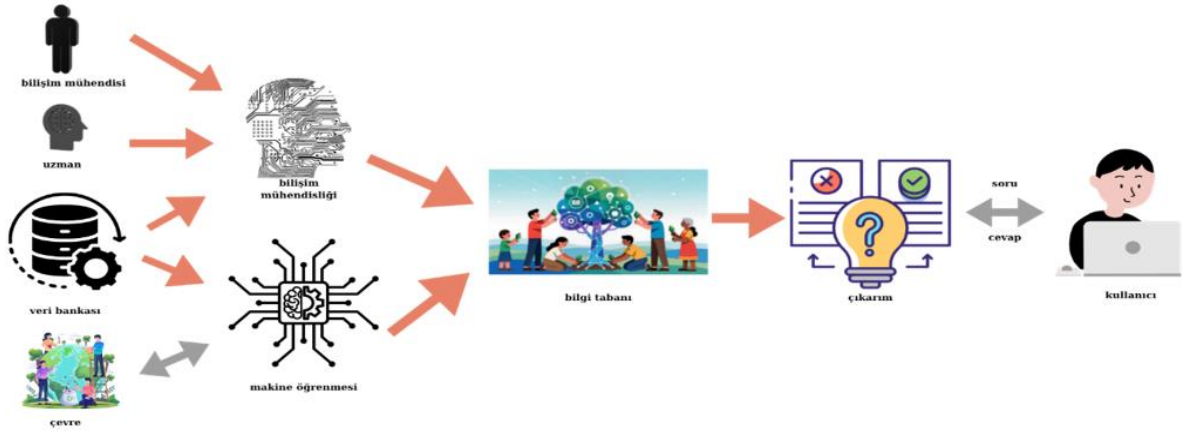 bilişim mühendisi
uzman
veri bankası
çevre
bilişim
mühendisliği
makine öğrenmesi
bilgi tabanı
çıkarım
soru
cevap
kullanıcı